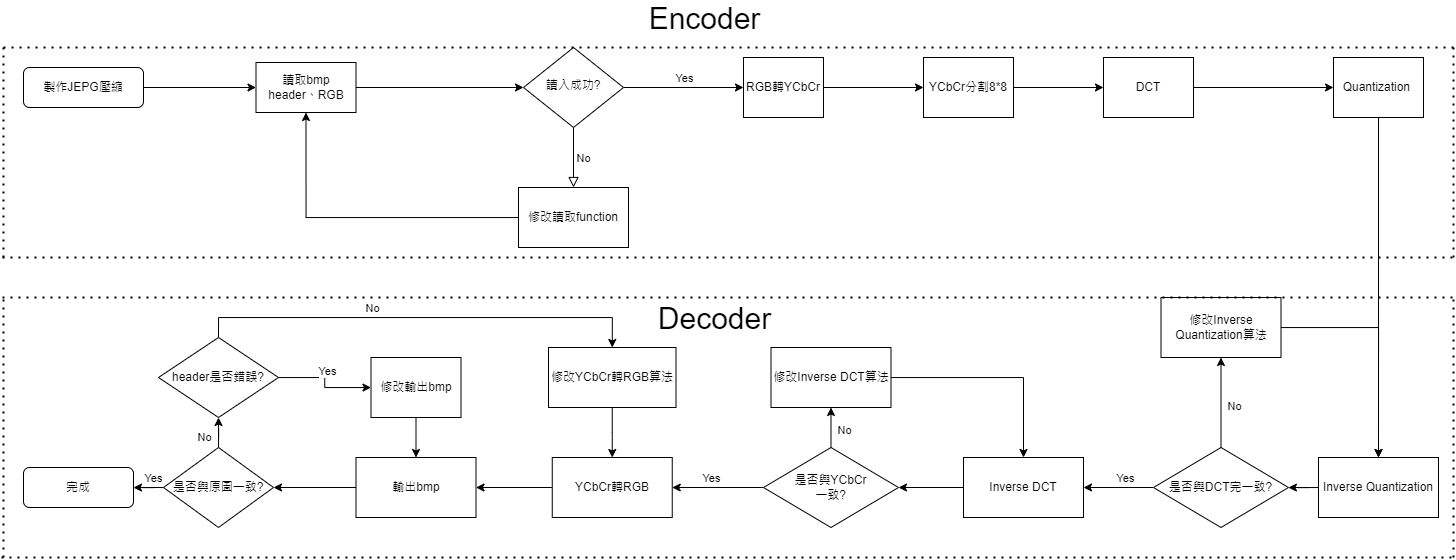 Encoder
製作JEPG壓縮
讀取bmp
header、RGB
讀入成功?
Yes
RGB轉YCbCr
YCbCr分割8*8
DCT
Quantization
No
修改讀取function
Decoder
No
修改Inverse
Quantization算法
header是否錯誤?
Yes
修改輸出bmp
修改YCbCr轉RGB算法
修改Inverse DCT算法
No
No
No
完成
Yes
是否與原圖一致?
輸出bmp
YCbCr轉RGB
Yes
是否與YCbCr
一致?
Inverse DCT
Yes
是否與DCT完一致?
Inverse Quantization